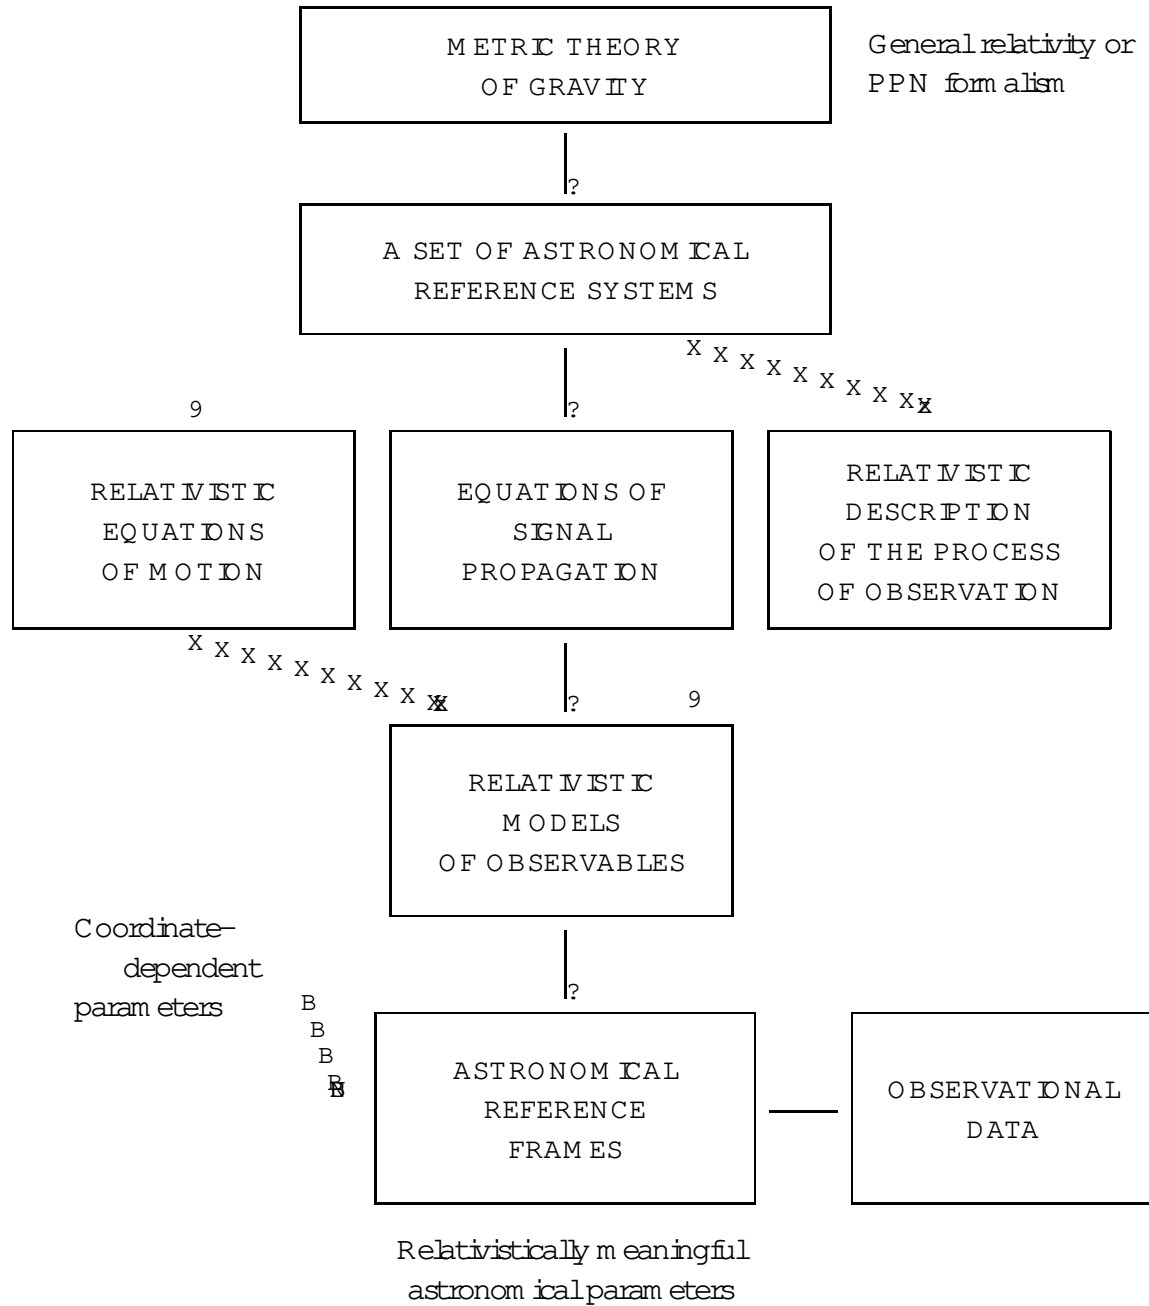 METRIC THEORY
OF GRAVITY
General relativity or
PPN formalism
?
A SET OF ASTRONOMICAL
REFERENCE SYSTEMS
X X X X X X X X X X z
9
?
RELATIVISTIC
EQUATIONS
OF MOTION
EQUATIONS OF
SIGNAL
PROPAGATION
RELATIVISTIC
DESCRIPTION
OF THE PROCESS
OF OBSERVATION
X X X X X X X X X X z
?
9
RELATIVISTIC
MODELS
OF OBSERVABLES
Coordinate-
dependent
parameters
?
B
B
B
B N
ASTRONOMICAL
REFERENCE
FRAMES
OBSERVATIONAL
DATA
Relativistically meaningful
astronomical parameters